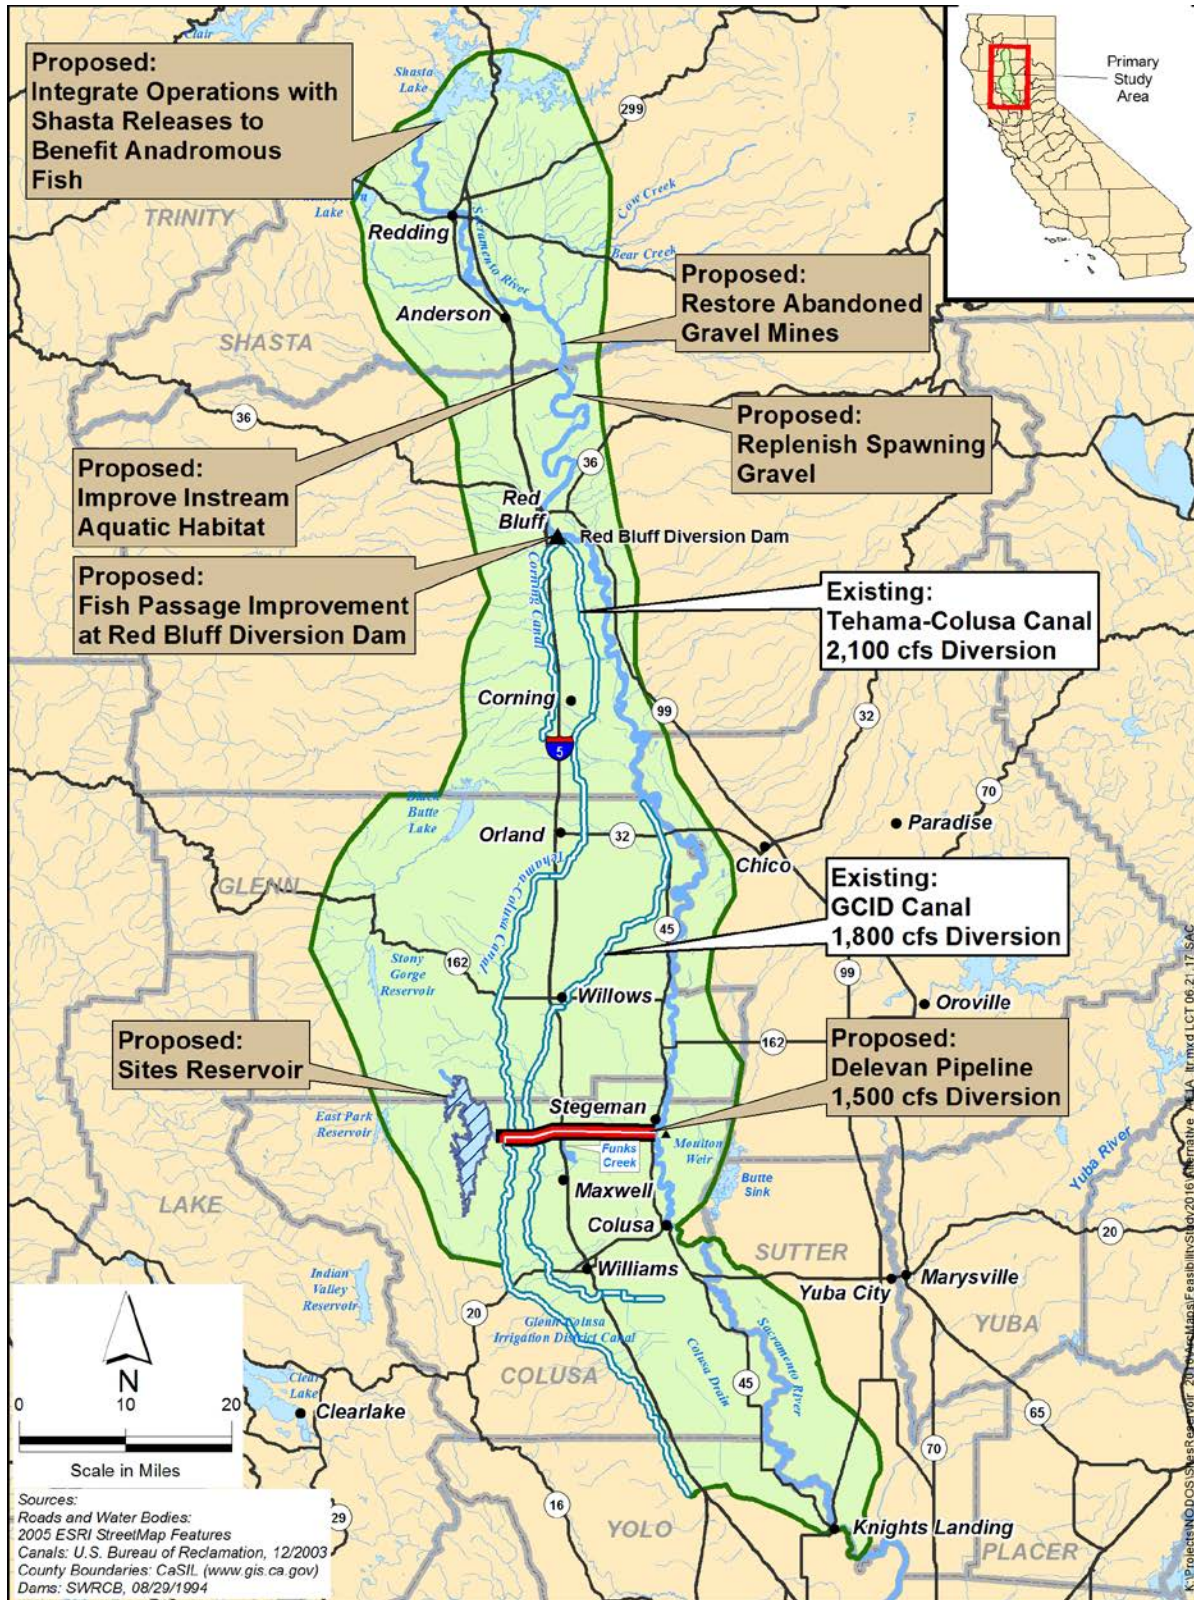 Clair
Proposed:
Integrate Operations with
Shasta Releases to
Benefit Anadromous
Fish
Shasta
Lake
299
Primary
Study
Area
TRINITY
Lake
Cow Creek
Redding
Sacramento River
Bear Creek
Anderson
Proposed:
Restore Abandoned
Gravel Mines
SHASTA
36
Proposed:
Replenish Spawning
Gravel
Proposed:
Improve Instream
Aquatic Habitat
36
Red
Bluff
Red Bluff Diversion Dam
Proposed:
Fish Passage Improvement
at Red Bluff Diversion Dam
Corning Canal
Existing:
Tehama-Colusa Canal
2,100 cfs Diversion
Corning
99
32
5
70
Black
Butte
Lake
Orland
32
Paradise
Chico
Tehama-Colusa Canal
GLENN
Existing:
GCID Canal
1,800 cfs Diversion
45
162
Stony
Gorge
Reservoir
99
Willows
Oroville
Proposed:
Sites Reservoir
162
Proposed:
Delevan Pipeline
1,500 cfs Diversion
East Park
Reservoir
Stegeman
Funks
Creek
Moulton
Weir
Butte
Sink
Yuba River
Maxwell
LAKE
Colusa
20
SUTTER
Williams
Marysville
Yuba City
Indian
Valley
Reservoir
20
YUBA
N
Glenn Colusa
Irrigation District Canal
Sacramento River
Colusa Drain
COLUSA
45
Clear
Lake
Clearlake
65
0 10 20
Scale in Miles
70
Sources:
Roads and Water Bodies:
2005 ESRI StreetMap Features
Canals: U.S. Bureau of Reclamation, 12/2003
County Boundaries: CaSIL (www.gis.ca.gov)
Dams: SWRCB, 08/29/1994
29
16
YOLO
Knights Landing
PLACER